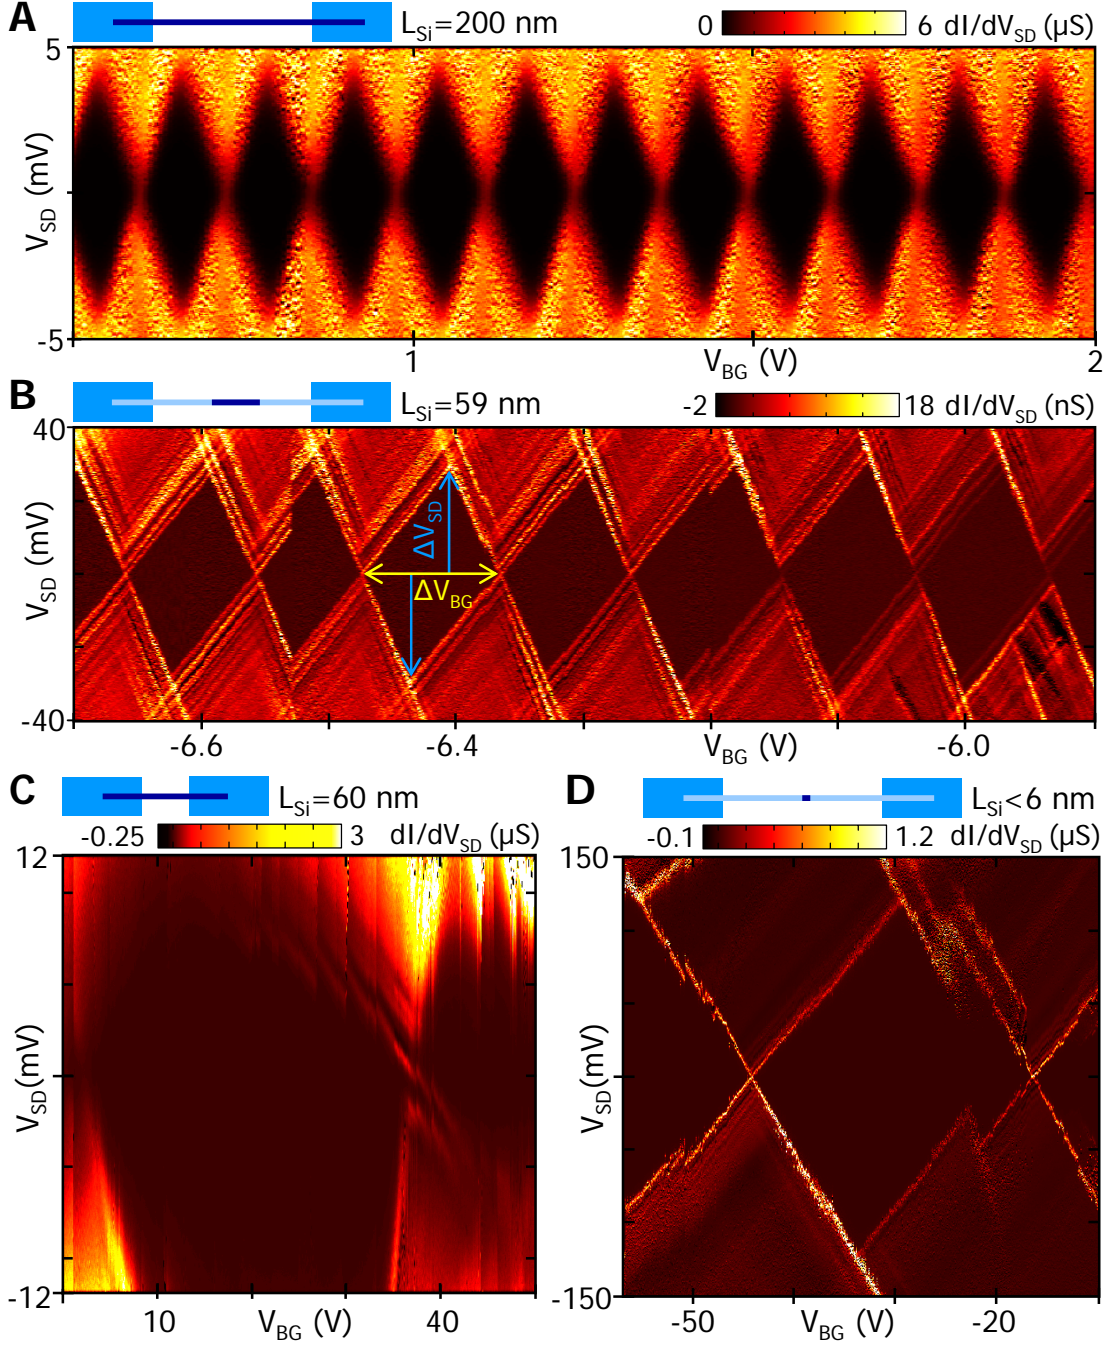 A
L_Si=200 nm
0 6 dI/dV_SD (µS)
5
V_SD (mV)
-5
1 V_BG (V) 2
B
L_Si=59 nm
-2 18 dI/dV_SD (nS)
40
V_SD (mV)
ΔV_SD
ΔV_BG
-40
-6.6 -6.4 V_BG (V) -6.0
C
L_Si=60 nm
-0.25 3 dI/dV_SD (µS)
12
V_SD(mV)
-12
10 V_BG (V) 40
D
L_Si<6 nm
-0.1 1.2 dI/dV_SD (µS)
150
V_SD(mV)
-150
-50 V_BG (V) -20